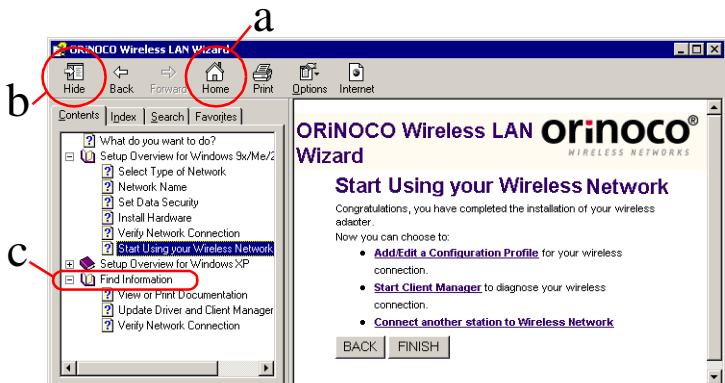 a
b
c
ORiNOCO Wireless LAN Wizard
Hide Back Forward Home Print Options Internet
Contents Index Search Favorites
What do you want to do?
Setup Overview for Windows 9x/Me/2
Select Type of Network
Network Name
Set Data Security
Install Hardware
Verify Network Connection
Start Using your Wireless Network
Setup Overview for Windows XP
Find Information
View or Print Documentation
Update Driver and Client Manager
Verify Network Connection
ORiNOCO Wireless LAN
Wizard
orinoco®
WIRELESS NETWORKS
Start Using your Wireless Network
Congratulations, you have completed the installation of your wireless
adapter.
Now you can choose to:
• Add/Edit a Configuration Profile for your wireless
connection.
• Start Client Manager to diagnose your wireless
connection.
• Connect another station to Wireless Network
BACK FINISH